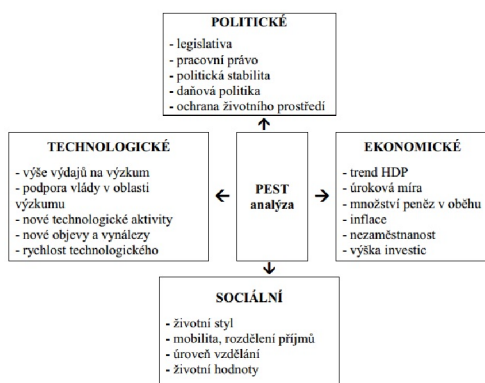 POLITICKÉ
- legislativa
- pracovní právo
- politická stabilita
- daňová politika
- ochrana životního prostředí
TECHNOLOGICKÉ
- výše výdajů na výzkum
- podpora vlády v oblasti
výzkumu
- nové technologické aktivity
- nové objevy a vynálezy
- rychlost technologického
PEST
analýza
EKONOMICKÉ
- trend HDP
- úroková míra
- množství peněz v oběhu
- inflace
- nezaměstnanost
- výška investic
SOCIÁLNÍ
- životní styl
- mobilita, rozdělení příjmů
- úroveň vzdělání
- životní hodnoty